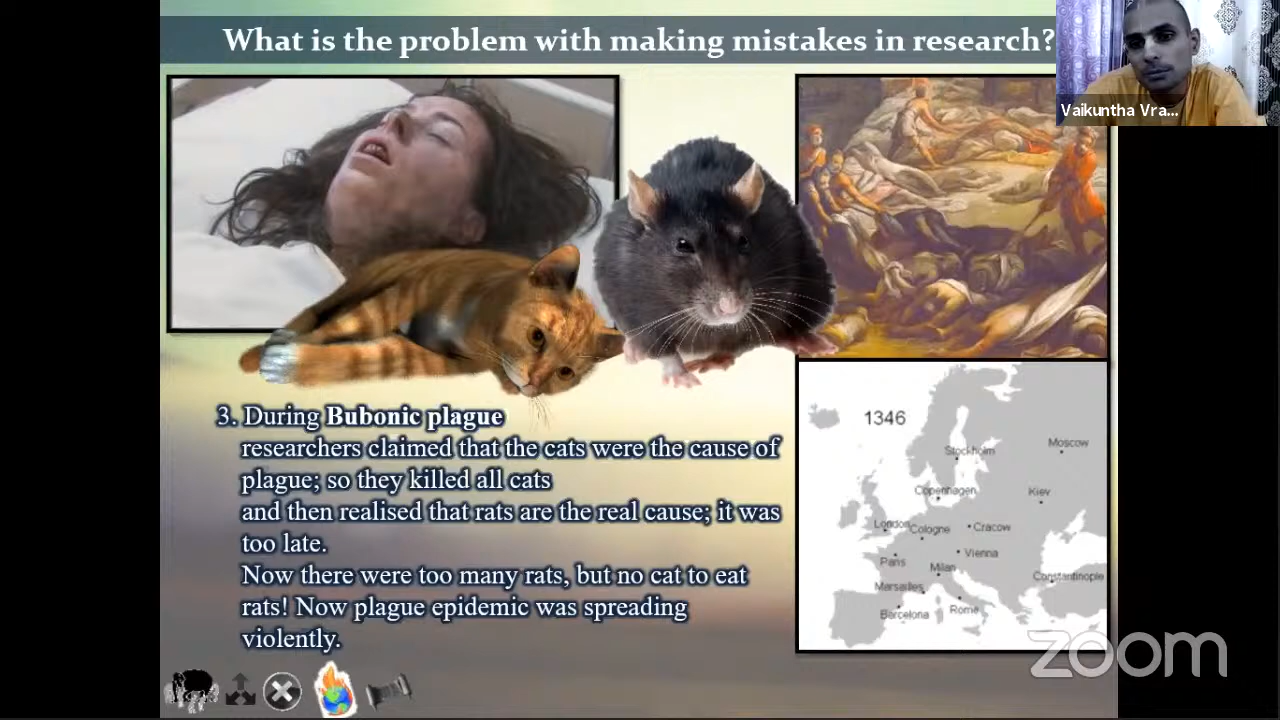 What is the problem with making mistakes in research?
Vaikuntha Vra...
3. During Bubonic plague
researchers claimed that the cats were the cause of
plague; so they killed all cats
and then realised that rats are the real cause; it was
too late.
Now there were too many rats, but no cat to eat
rats! Now plague epidemic was spreading
violently.
1346
Moscow
Stockholm
Copenhagen
Kiev
London
Cologne
Cracow
Vienna
Paris
Milan
Constantinople
Marsailles
Rome
Barcelona
zoom